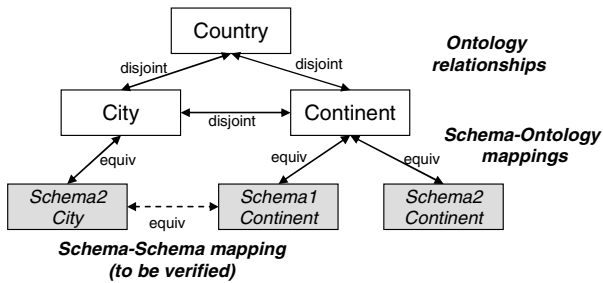 Country
Ontology
relationships
disjoint
disjoint
City
disjoint
Continent
Schema-Ontology
mappings
equiv
equiv
equiv
Schema2
City
equiv
Schema1
Continent
Schema2
Continent
Schema-Schema mapping
(to be verified)